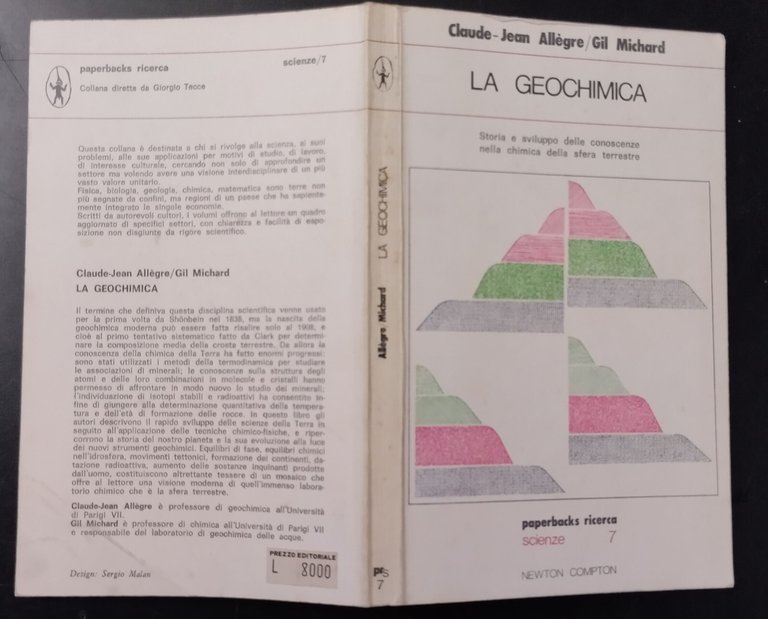 paperbacks ricerca
scienze/7
Collana diretta da Giorgio Tecce
Questa collana è destinata a chi si rivolge alla scienza, ai suoi
problemi, alle sue applicazioni per motivi di studio, di lavoro,
di interesse culturale, cercando non solo di approfondire un
settore ma volendo avere una visione interdisciplinare di un più
vasto valore unitario.
Fisica, biologia, geologia, chimica, matematica sono terre non
più segnate da confini, ma regioni di un paese che ha sapiente-
mente integrato le singole economie.
Scritti da autorevoli cultori, i volumi offrono al lettore un quadro
aggiornato di specifici settori, con chiarezza e facilità di espo-
sizione non disgiunte da rigore scientifico.
Claude-Jean Allègre/Gil Michard
LA GEOCHIMICA
Il termine che definiva questa disciplina scientifica venne usato
per la prima volta da Shönbein nel 1838, ma la nascita della
geochimica moderna può essere fatta risalire solo al 1908, e
cioè al primo tentativo sistematico fatto da Clark per determi-
nare la composizione media della crosta terrestre. Da allora la
conoscenza della chimica della Terra ha fatto enormi progressi:
sono stati utilizzati i metodi della termodinamica per studiare
le associazioni di minerali; le conoscenze sulla struttura degli
atomi e delle loro combinazioni in molecole e cristalli hanno
permesso di affrontare in modo nuovo lo studio dei minerali;
l'individuazione di isotopi stabili e radioattivi ha consentito in-
fine di giungere alla determinazione quantitativa della tempera-
tura e dell'età di formazione delle rocce. In questo libro gli
autori descrivono il rapido sviluppo delle scienze della Terra in
seguito all'applicazione delle tecniche chimico-fisiche, e riper-
corrono la storia del nostro pianeta e la sua evoluzione alla luce
dei nuovi strumenti geochimici. Equilibri di fase, equilibri chimici
nell'idrosfera, movimenti tettonici, formazione dei continenti, da-
tazione radioattiva, aumento delle sostanze inquinanti prodotte
dall'uomo, costituiscono altrettante tessere di un mosaico che
offre al lettore una visione moderna di quell'immenso labora-
torio chimico che è la sfera terrestre.
Claude-Jean Allègre è professore di geochimica all'Università
di Parigi VII.
Gil Michard è professore di chimica all'Università di Parigi VII
e responsabile del laboratorio di geochimica delle acque.
PREZZO EDITORIALE
L 8000
Design: Sergio Maian
LA GEOCHIMICA
Allègre Michard
prs
7
Claude-Jean Allègre/Gil Michard
LA GEOCHIMICA
Storia e sviluppo delle conoscenze
nella chimica della sfera terrestre
paperbacks ricerca
scienze 7
NEWTON COMPTON